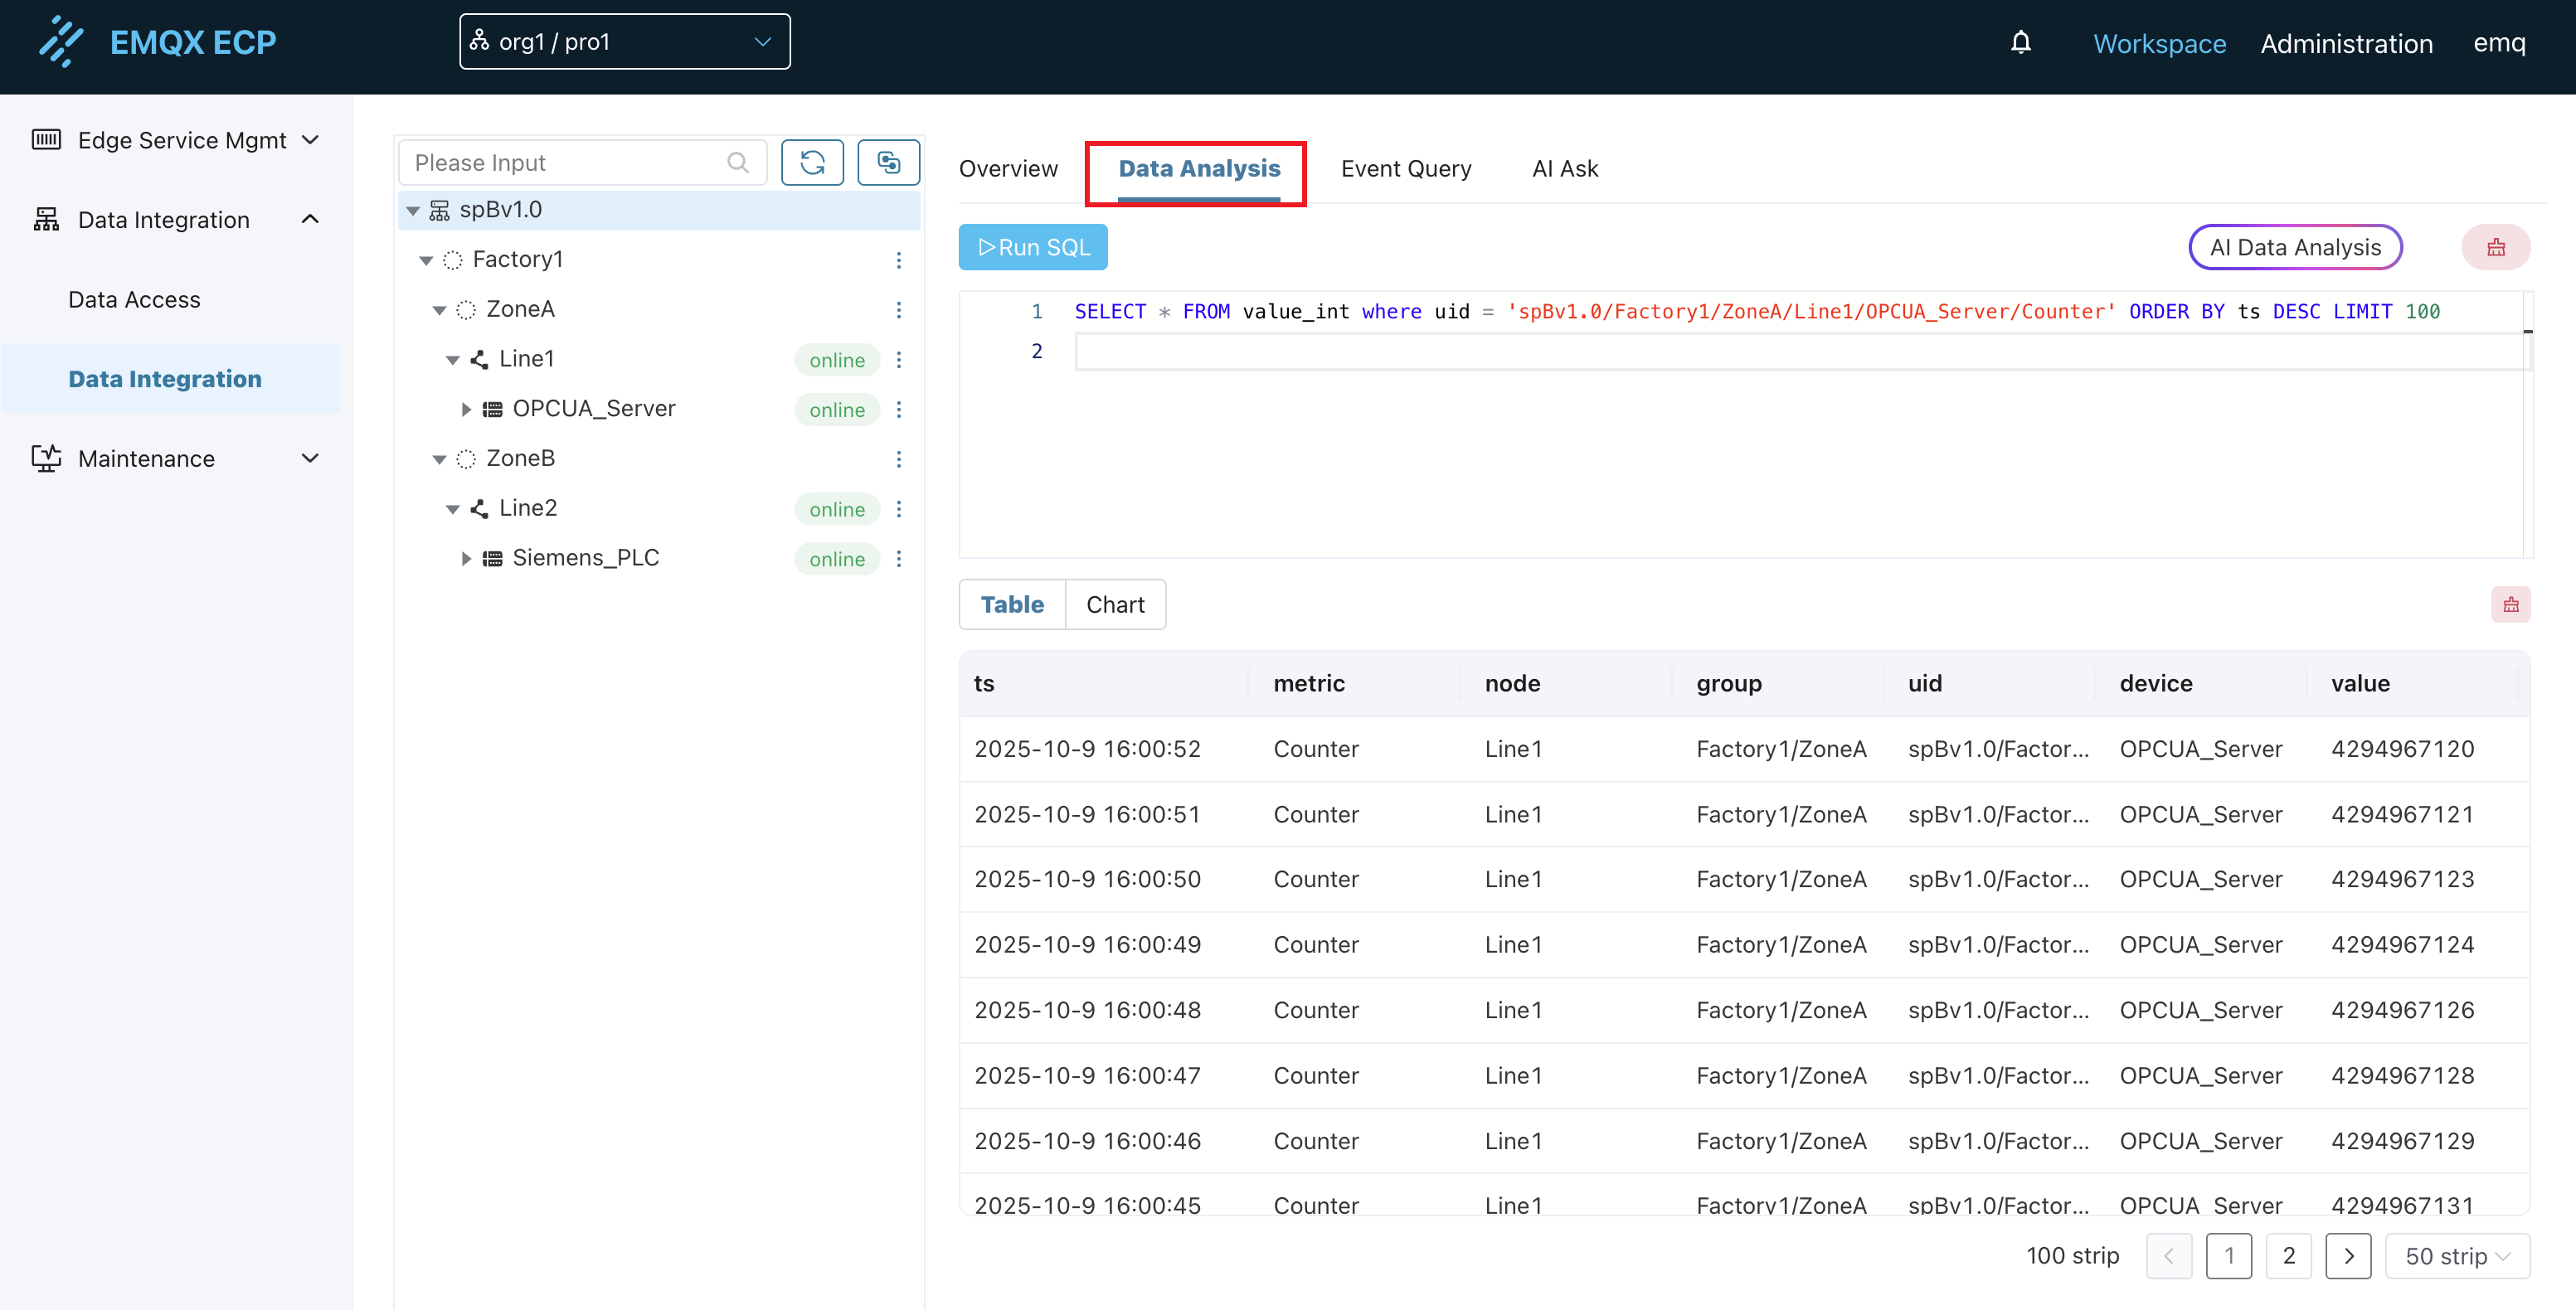 EMQX ECP
org1 / pro1
Workspace
Administration
emq
Edge Service Mgmt
Data Integration
Data Access
Data Integration
Maintenance
Please Input
spBv1.0
Factory1
ZoneA
Line1 online
OPCUA_Server online
ZoneB
Line2 online
Siemens_PLC online
Overview Data Analysis Event Query AI Ask
Run SQL
AI Data Analysis
1 SELECT * FROM value_int where uid = 'spBv1.0/Factory1/ZoneA/Line1/OPCUA_Server/Counter' ORDER BY ts DESC LIMIT 100
2
Table Chart
ts metric node group uid device value
2025-10-9 16:00:52 Counter Line1 Factory1/ZoneA spBv1.0/Factor... OPCUA_Server 4294967120
2025-10-9 16:00:51 Counter Line1 Factory1/ZoneA spBv1.0/Factor... OPCUA_Server 4294967121
2025-10-9 16:00:50 Counter Line1 Factory1/ZoneA spBv1.0/Factor... OPCUA_Server 4294967123
2025-10-9 16:00:49 Counter Line1 Factory1/ZoneA spBv1.0/Factor... OPCUA_Server 4294967124
2025-10-9 16:00:48 Counter Line1 Factory1/ZoneA spBv1.0/Factor... OPCUA_Server 4294967126
2025-10-9 16:00:47 Counter Line1 Factory1/ZoneA spBv1.0/Factor... OPCUA_Server 4294967128
2025-10-9 16:00:46 Counter Line1 Factory1/ZoneA spBv1.0/Factor... OPCUA_Server 4294967129
2025-10-9 16:00:45 Counter Line1 Factory1/ZoneA spBv1.0/Factor... OPCUA_Server 4294967131
100 strip 1 2 50 strip